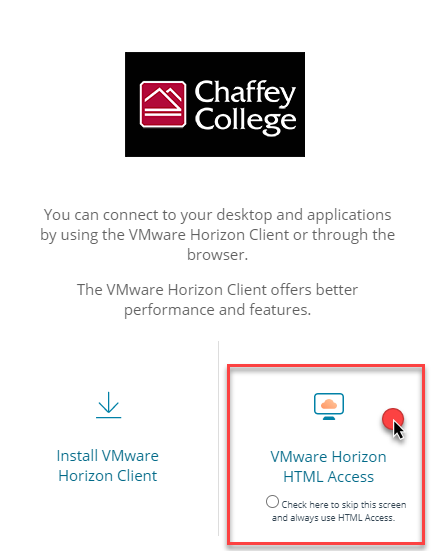 Chaffey
College
You can connect to your desktop and applications
by using the VMware Horizon Client or through the
browser.
The VMware Horizon Client offers better
performance and features.
Install VMware
Horizon Client
VMware Horizon
HTML Access
Check here to skip this screen
and always use HTML Access.